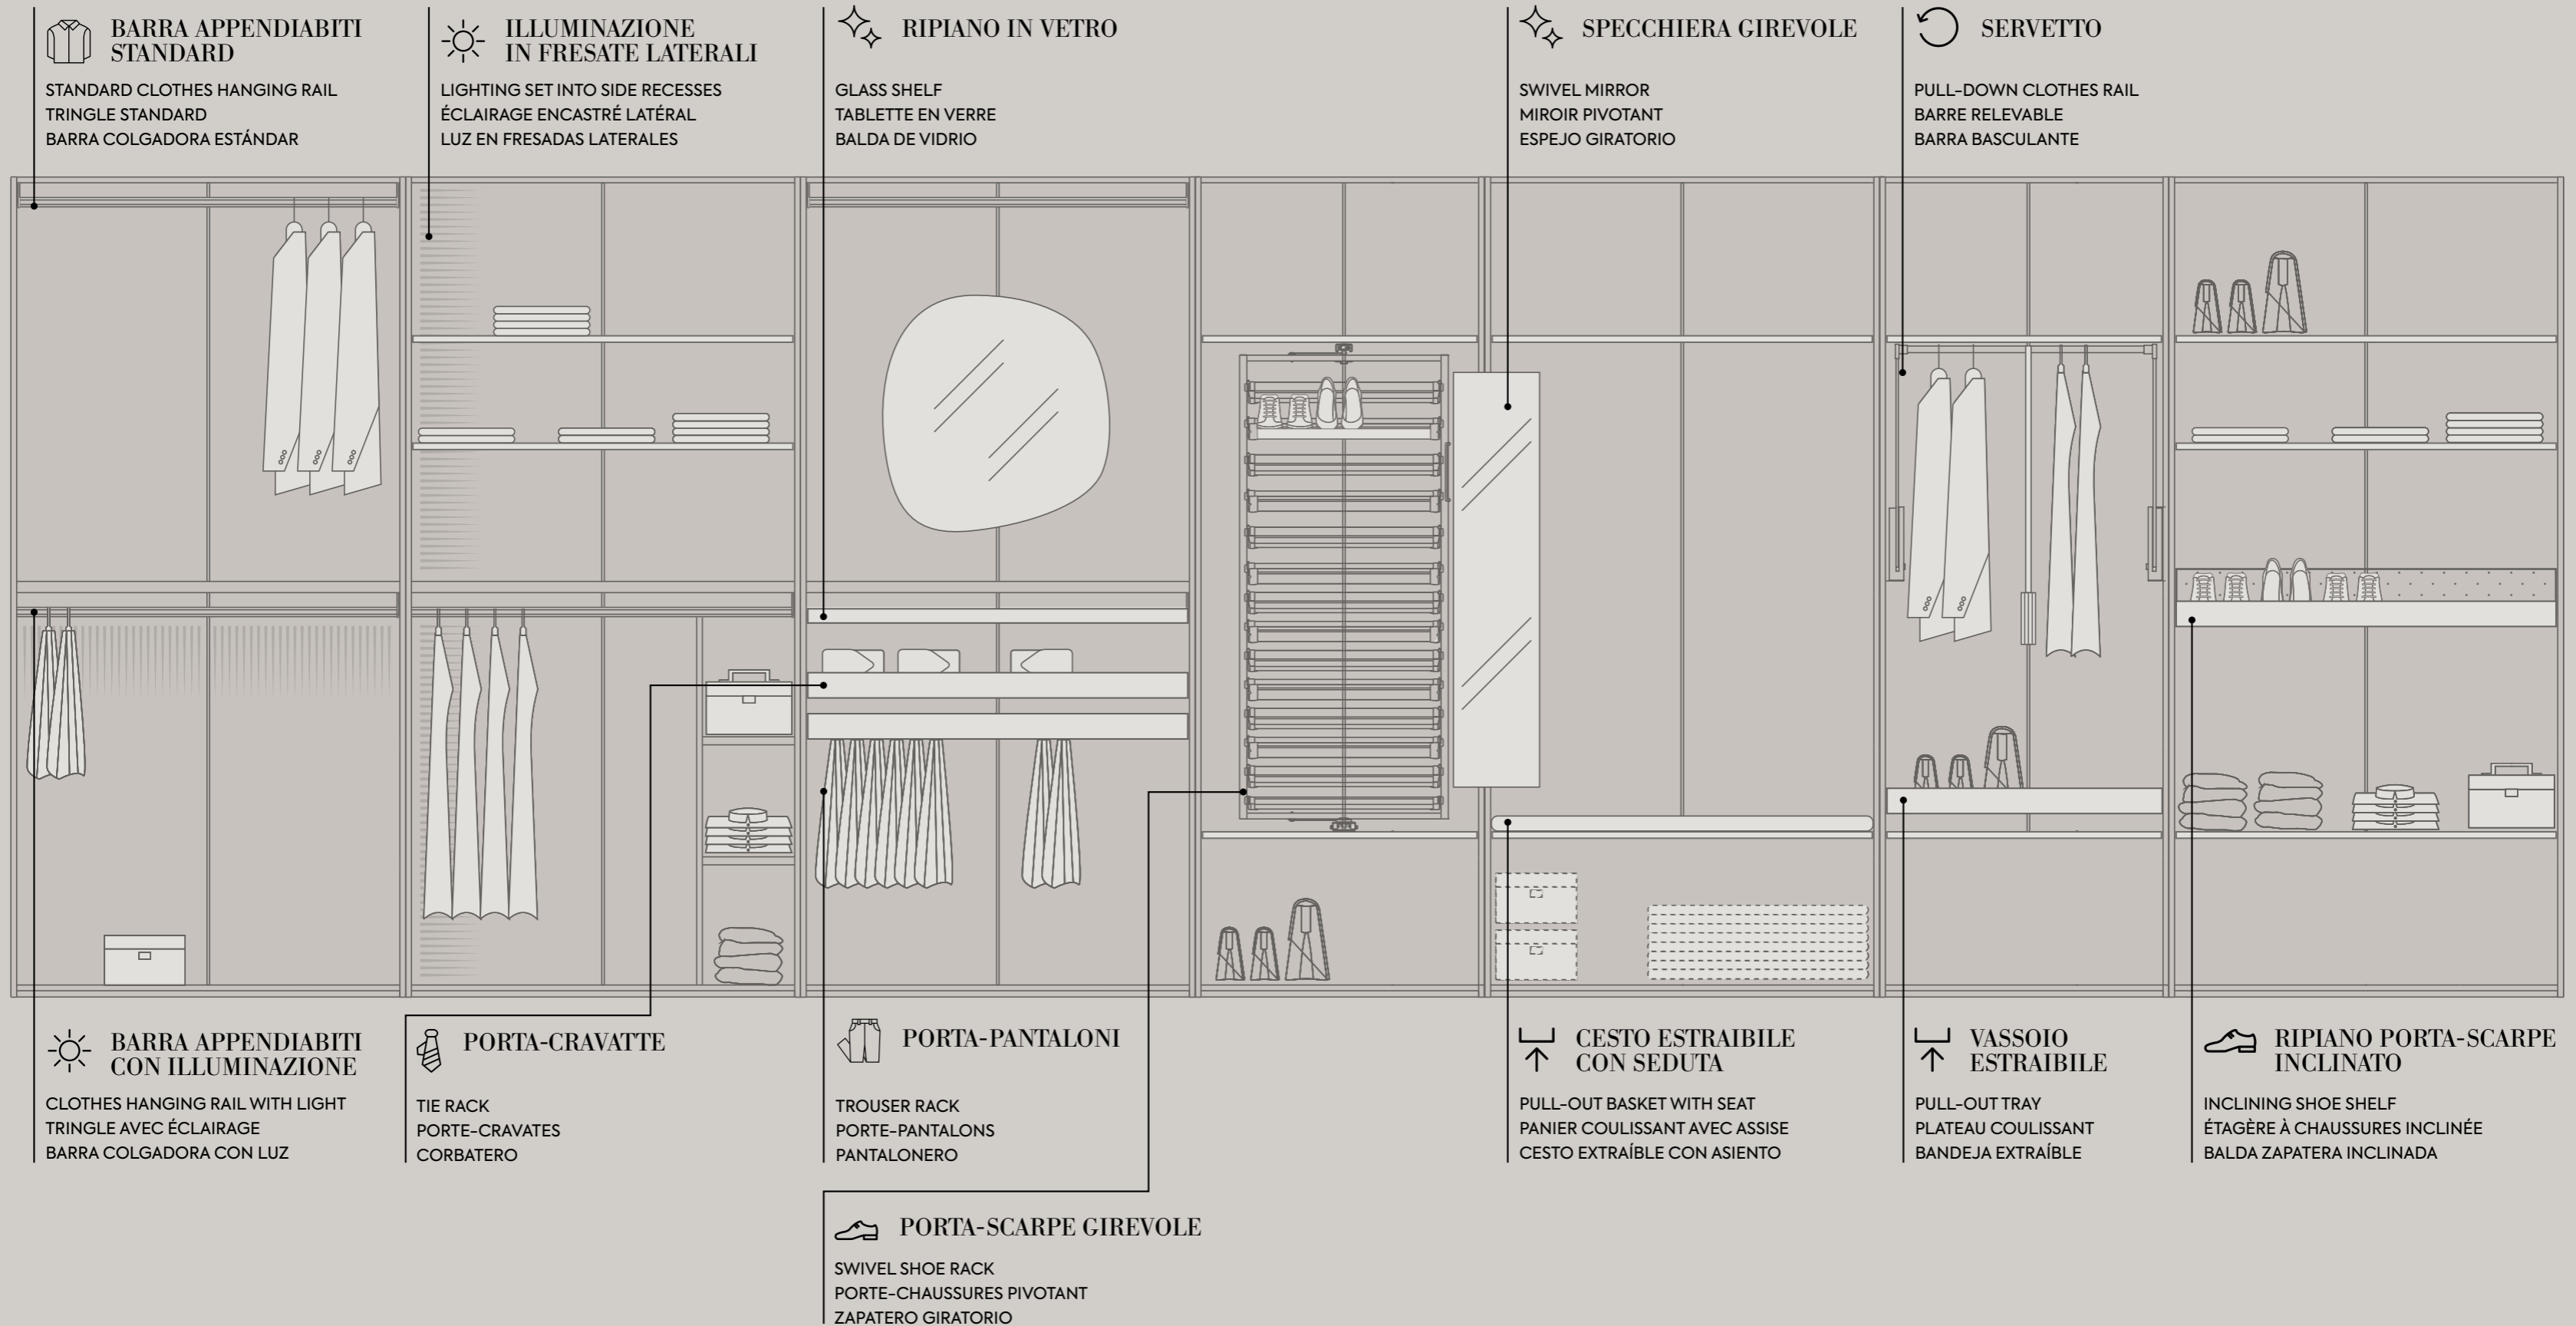 BARRA APPENDIABITI
STANDARD
STANDARD CLOTHES HANGING RAIL
TRINGLE STANDARD
BARRA COLGADORA ESTÁNDAR
ILLUMINAZIONE
IN FRESATE LATERALI
LIGHTING SET INTO SIDE RECESSES
ÉCLAIRAGE ENCASTRÉ LATÉRAL
LUZ EN FRESADAS LATERALES
RIPIANO IN VETRO
GLASS SHELF
TABLETTE EN VERRE
BALDA DE VIDRIO
SPECCHIERA GIREVOLE
SWIVEL MIRROR
MIROIR PIVOTANT
ESPEJO GIRATORIO
SERVETTO
PULL-DOWN CLOTHES RAIL
BARRE RELEVABLE
BARRA BASCULANTE
BARRA APPENDIABITI
CON ILLUMINAZIONE
CLOTHES HANGING RAIL WITH LIGHT
TRINGLE AVEC ÉCLAIRAGE
BARRA COLGADORA CON LUZ
PORTA-CRAVATTE
TIE RACK
PORTE-CRAVATES
CORBATERO
PORTA-PANTALONI
TROUSER RACK
PORTE-PANTALONS
PANTALONERO
CESTO ESTRAIBILE
CON SEDUTA
PULL-OUT BASKET WITH SEAT
PANIER COULISSANT AVEC ASSISE
CESTO EXTRAÍBLE CON ASIENTO
VASSOIO
ESTRAIBILE
PULL-OUT TRAY
PLATEAU COULISSANT
BANDEJA EXTRAÍBLE
RIPIANO PORTA-SCARPE
INCLINATO
INCLINING SHOE SHELF
ÉTAGÈRE À CHAUSSURES INCLINÉE
BALDA ZAPATERA INCLINADA
PORTA-SCARPE GIREVOLE
SWIVEL SHOE RACK
PORTE-CHAUSSURES PIVOTANT
ZAPATERO GIRATORIO